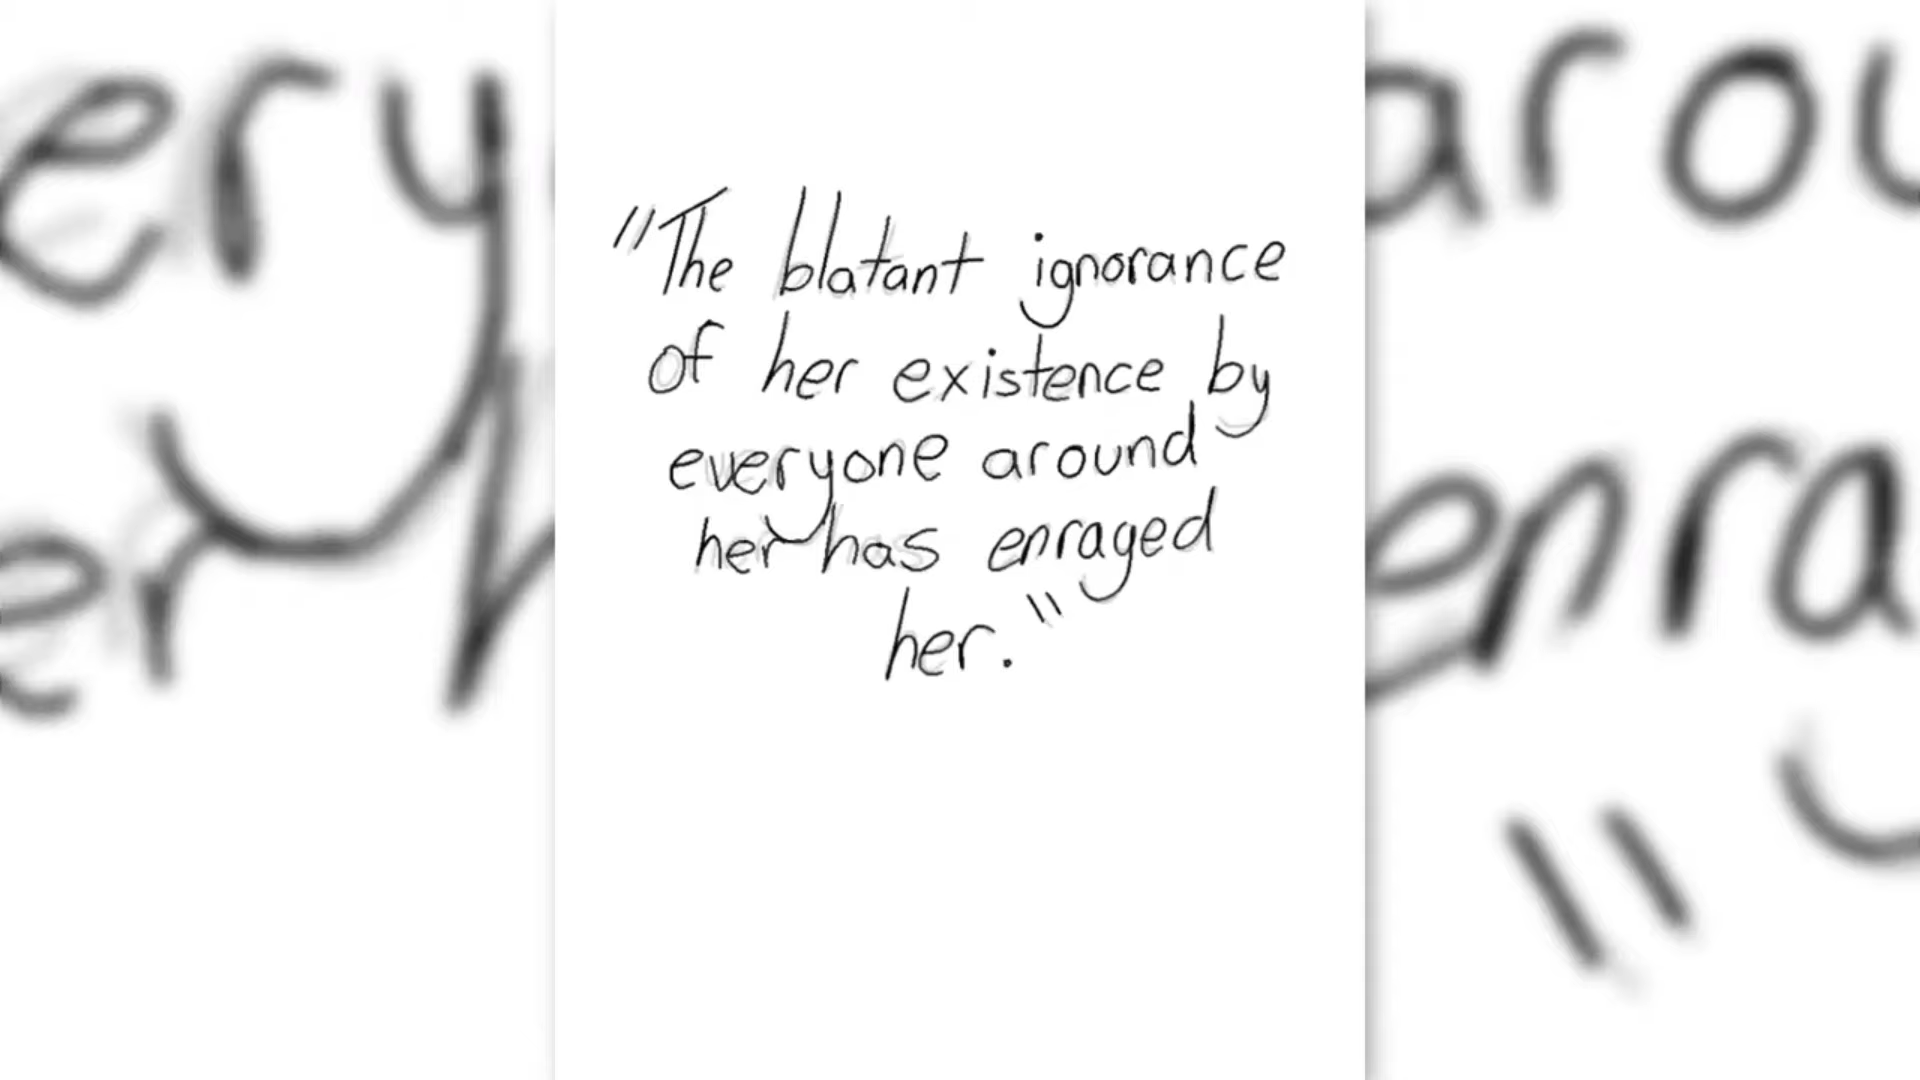 "The blatant ignorance
of her existence by
everyone around
her has enraged
her."